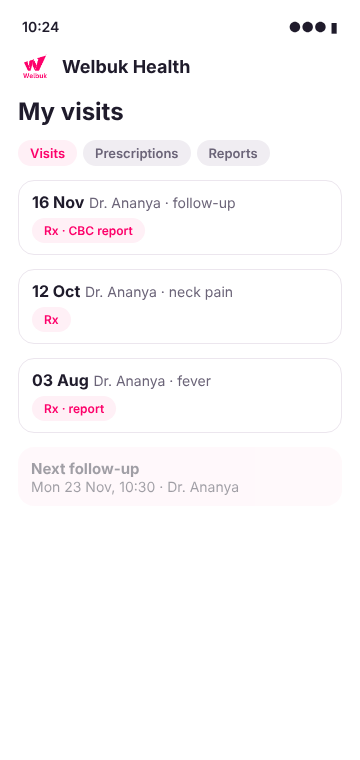 10:24
Welbuk
Welbuk Health
My visits
Visits
Prescriptions
Reports
16 Nov Dr. Ananya · follow-up
Rx · CBC report
12 Oct Dr. Ananya · neck pain
Rx
03 Aug Dr. Ananya · fever
Rx · report
Next follow-up
Mon 23 Nov, 10:30 · Dr. Ananya